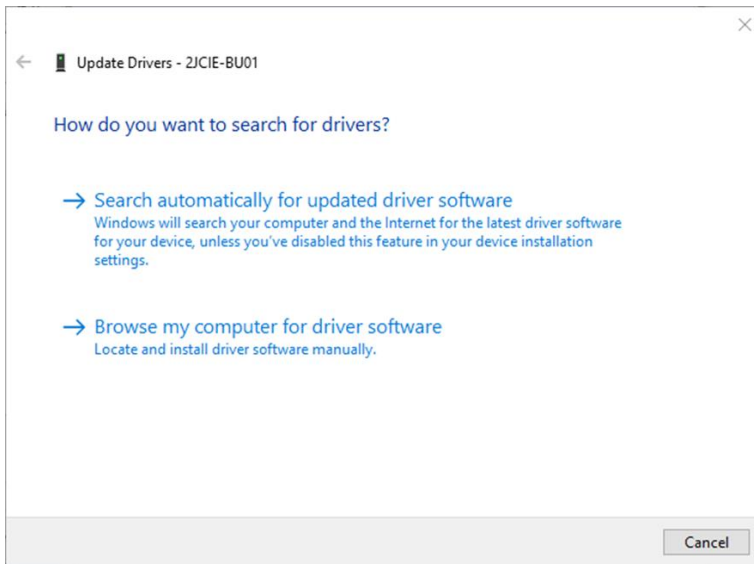 Update Drivers - 2JCIE-BU01
How do you want to search for drivers?
Search automatically for updated driver software
Windows will search your computer and the Internet for the latest driver software
for your device, unless you've disabled this feature in your device installation
settings.
Browse my computer for driver software
Locate and install driver software manually.
Cancel